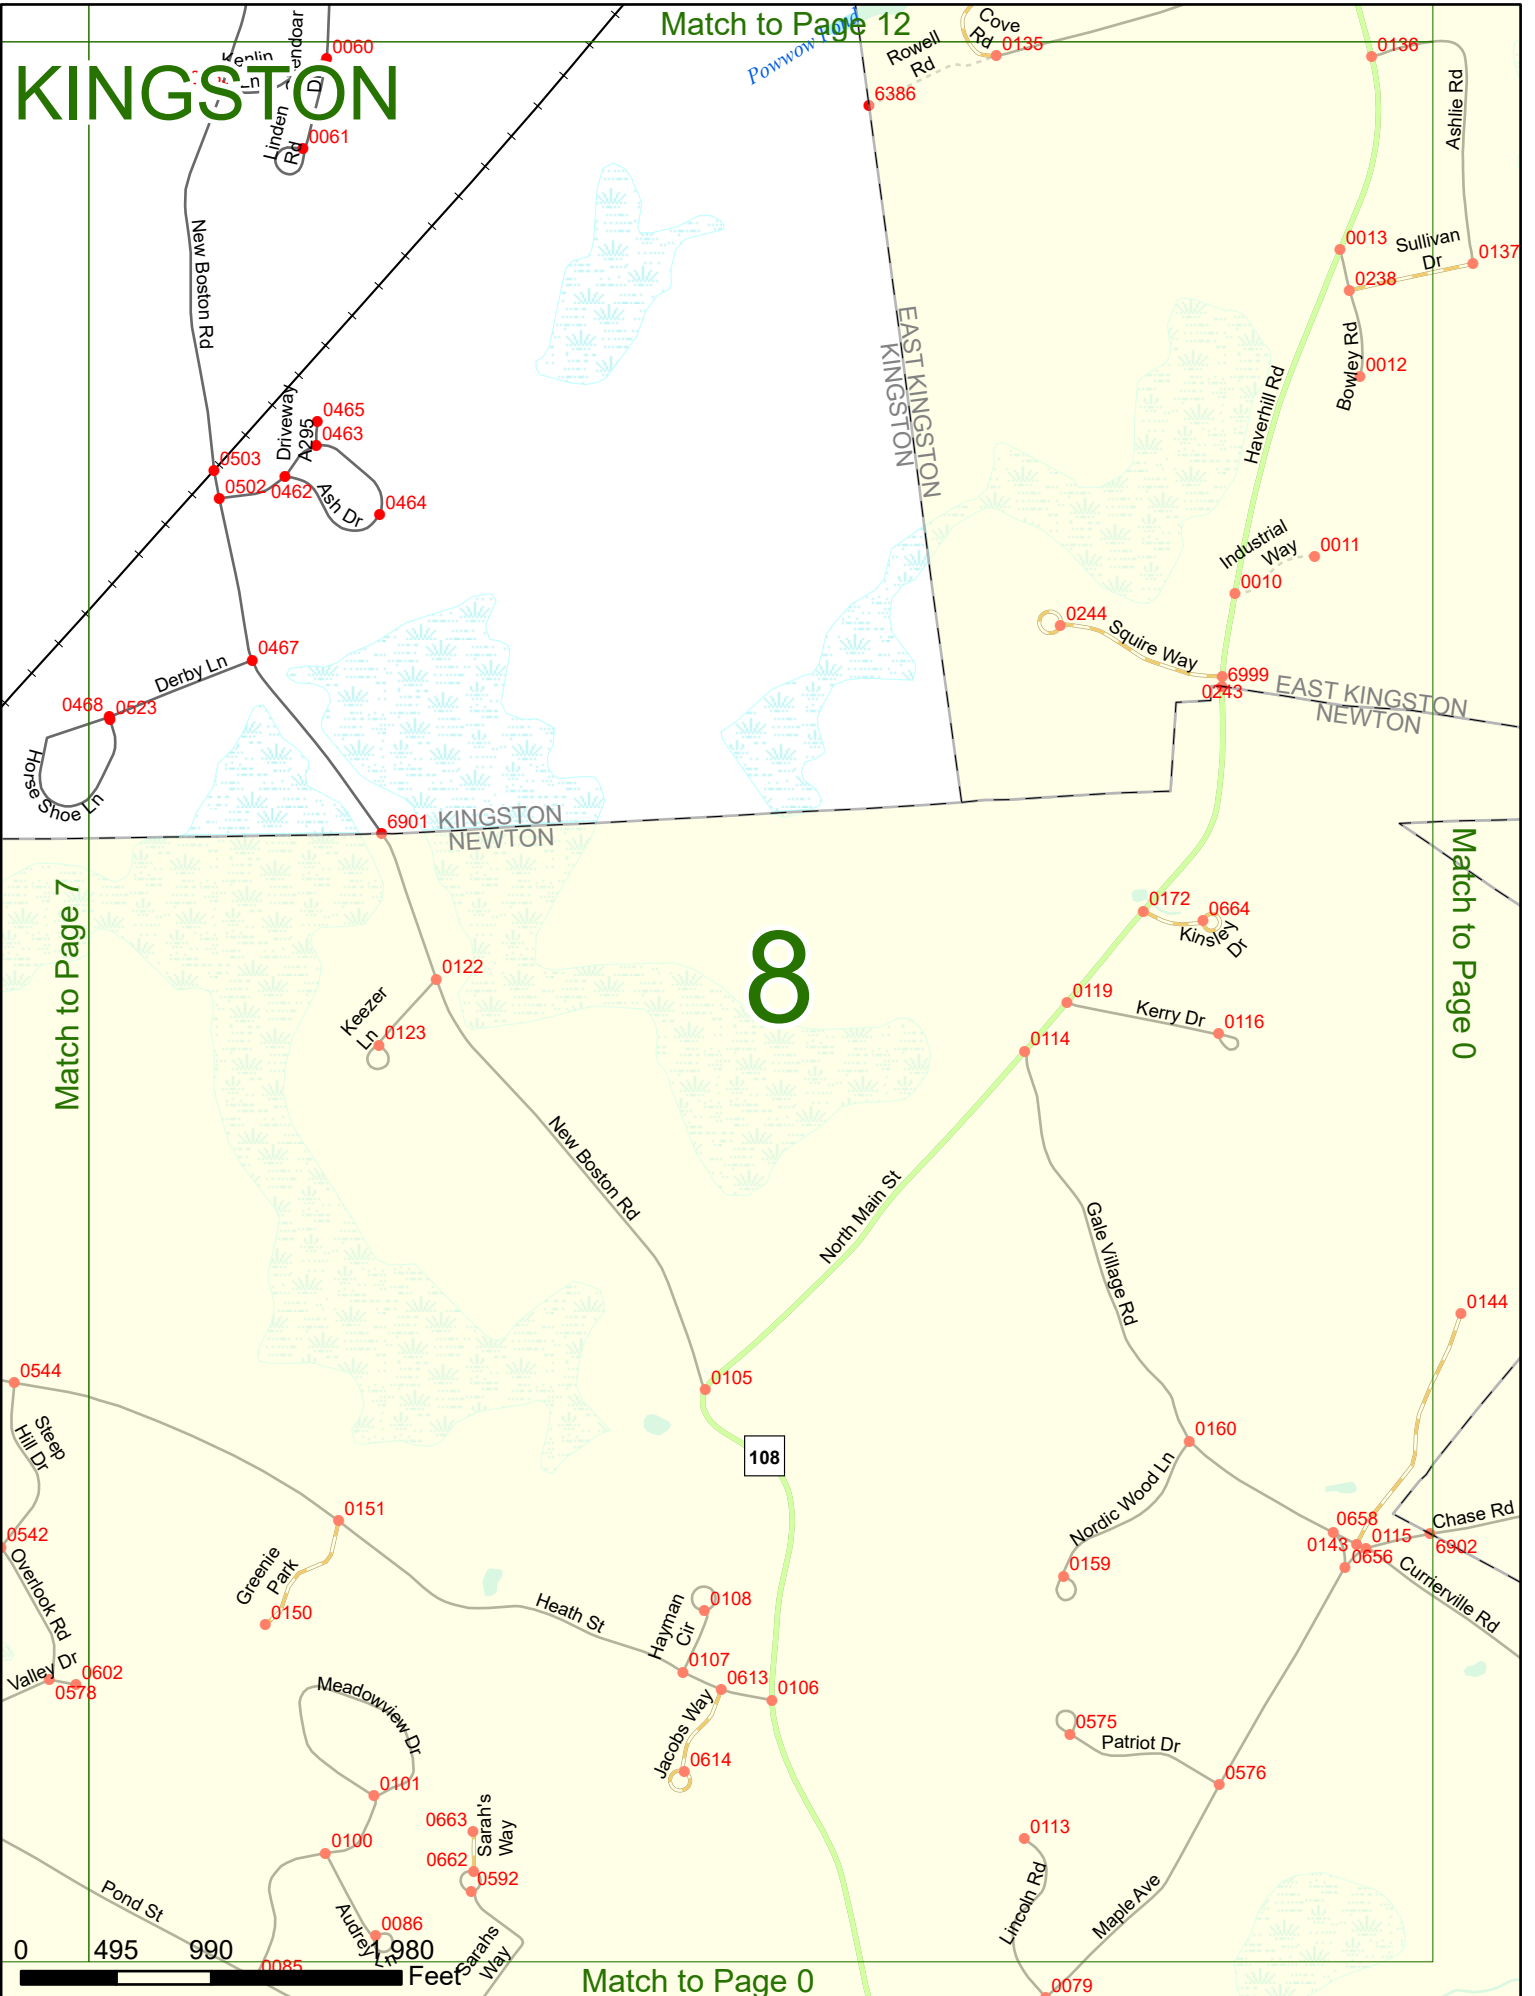 Match to Page 12
KINGSTON
Powwow Pond
Cove
Rd
0135
Rowell
Rd
6386
0136
Ashlie Rd
0060
Kenlin
Ln
endoar
D
Linden
Rd
0061
New Boston Rd
0013
Sullivan
Dr
0137
0238
Bowley Rd
0012
EAST KINGSTON
KINGSTON
Haverhill Rd
Driveway
A295
0465
0463
0503
0502
0462
Ash Dr
0464
Industrial
Way
0011
0010
0244
Squire Way
6999
0243
EAST KINGSTON
NEWTON
0467
Derby Ln
0468
0523
Horse Shoe Ln
6901
KINGSTON
NEWTON
Match to Page 7
Match to Page 0
8
0172
0664
Kinsley
Dr
0122
Keezer
Ln
0123
0119
Kerry Dr
0116
0114
New Boston Rd
North Main St
Gale Village Rd
0144
0544
Steep
Hill Dr
0105
108
0160
Nordic Wood Ln
0151
0542
Overlook Rd
Greenie
Park
0150
0658
0143
0115
0656
Chase Rd
6902
Currierville Rd
0159
Heath St
Hayman
Cir
0108
0107
0613
0106
Valley Dr
0602
0578
Meadowview Dr
Jacobs Way
0614
0575
Patriot Dr
0576
0101
0663
Sarah's
Way
0100
0662
0592
0113
Lincoln Rd
Maple Ave
Pond St
Audrey Ln
0086
Sarahs
Way
0085
0079
0
495
990
1,980
Feet
Match to Page 0